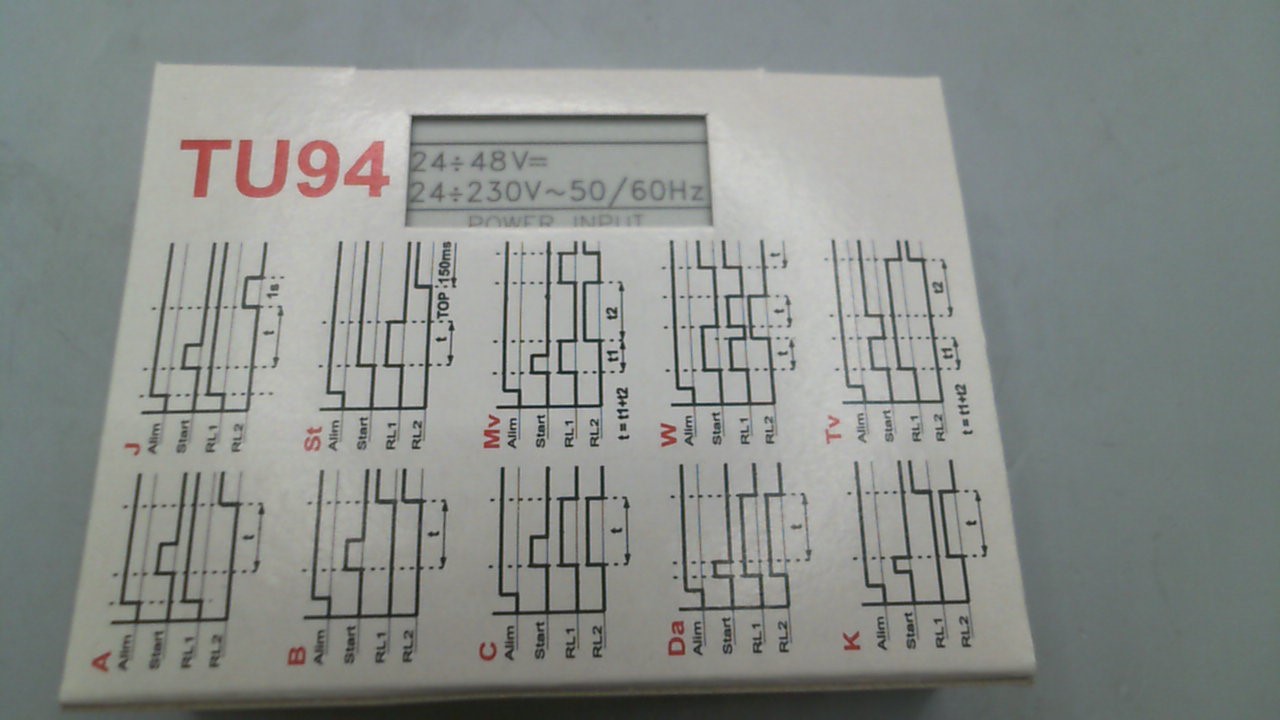 TU94
24÷48V=
24÷230V~50/60Hz
POWER INPUT
J
Alim
Start
RL1
RL2
t
1s
St
Alim
Start
RL1
RL2
t
TOP :150ms
Mv
Alim
Start
RL1
RL2
t1
t2
t = t1+t2
W
Alim
Start
RL1
RL2
t
t
t
Tv
Alim
Start
RL1
RL2
t1
t2
t = t1+t2
A
Alim
Start
RL1
RL2
t
B
Alim
Start
RL1
RL2
t
C
Alim
Start
RL1
RL2
t
Da
Alim
Start
RL1
RL2
t
K
Alim
Start
RL1
RL2
t